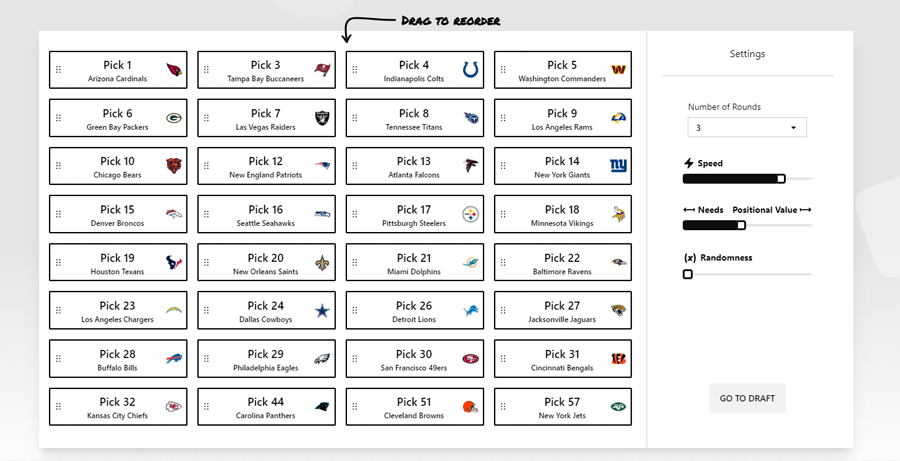 Drag to reorder
Pick 1
Arizona Cardinals
Pick 3
Tampa Bay Buccaneers
Pick 4
Indianapolis Colts
Pick 5
Washington Commanders
Pick 6
Green Bay Packers
Pick 7
Las Vegas Raiders
Pick 8
Tennessee Titans
Pick 9
Los Angeles Rams
Pick 10
Chicago Bears
Pick 12
New England Patriots
Pick 13
Atlanta Falcons
Pick 14
New York Giants
Pick 15
Denver Broncos
Pick 16
Seattle Seahawks
Pick 17
Pittsburgh Steelers
Pick 18
Minnesota Vikings
Pick 19
Houston Texans
Pick 20
New Orleans Saints
Pick 21
Miami Dolphins
Pick 22
Baltimore Ravens
Pick 23
Los Angeles Chargers
Pick 24
Dallas Cowboys
Pick 26
Detroit Lions
Pick 27
Jacksonville Jaguars
Pick 28
Buffalo Bills
Pick 29
Philadelphia Eagles
Pick 30
San Francisco 49ers
Pick 31
Cincinnati Bengals
Pick 32
Kansas City Chiefs
Pick 44
Carolina Panthers
Pick 51
Cleveland Browns
Pick 57
New York Jets
Settings
Number of Rounds
3
Speed
Needs Positional Value
(x) Randomness
GO TO DRAFT